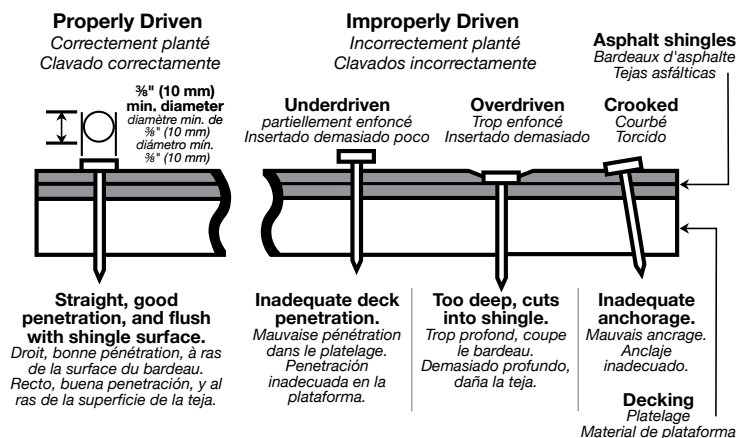 Properly Driven
Correctement planté
Clavado correctamente
Improperly Driven
Incorrectement planté
Clavados incorrectamente
Asphalt shingles
Bardeaux d'asphalte
Tejas asfálticas
⅜" (10 mm)
min. diameter
diamètre min. de
⅜" (10 mm)
diámetro mín.
⅜" (10 mm)
Underdriven
partiellement enfoncé
Insertado demasiado poco
Overdriven
Trop enfoncé
Insertado demasiado
Crooked
Courbé
Torcido
Straight, good
penetration, and flush
with shingle surface.
Droit, bonne pénétration, à ras
de la surface du bardeau.
Recto, buena penetración, y al
ras de la superficie de la teja.
Inadequate deck
penetration.
Mauvaise pénétration
dans le platelage.
Penetración
inadecuada en la
plataforma.
Too deep, cuts
into shingle.
Trop profond, coupe
le bardeau.
Demasiado profundo,
daña la teja.
Inadequate
anchorage.
Mauvais ancrage.
Anclaje
inadecuado.
Decking
Platelage
Material de plataforma